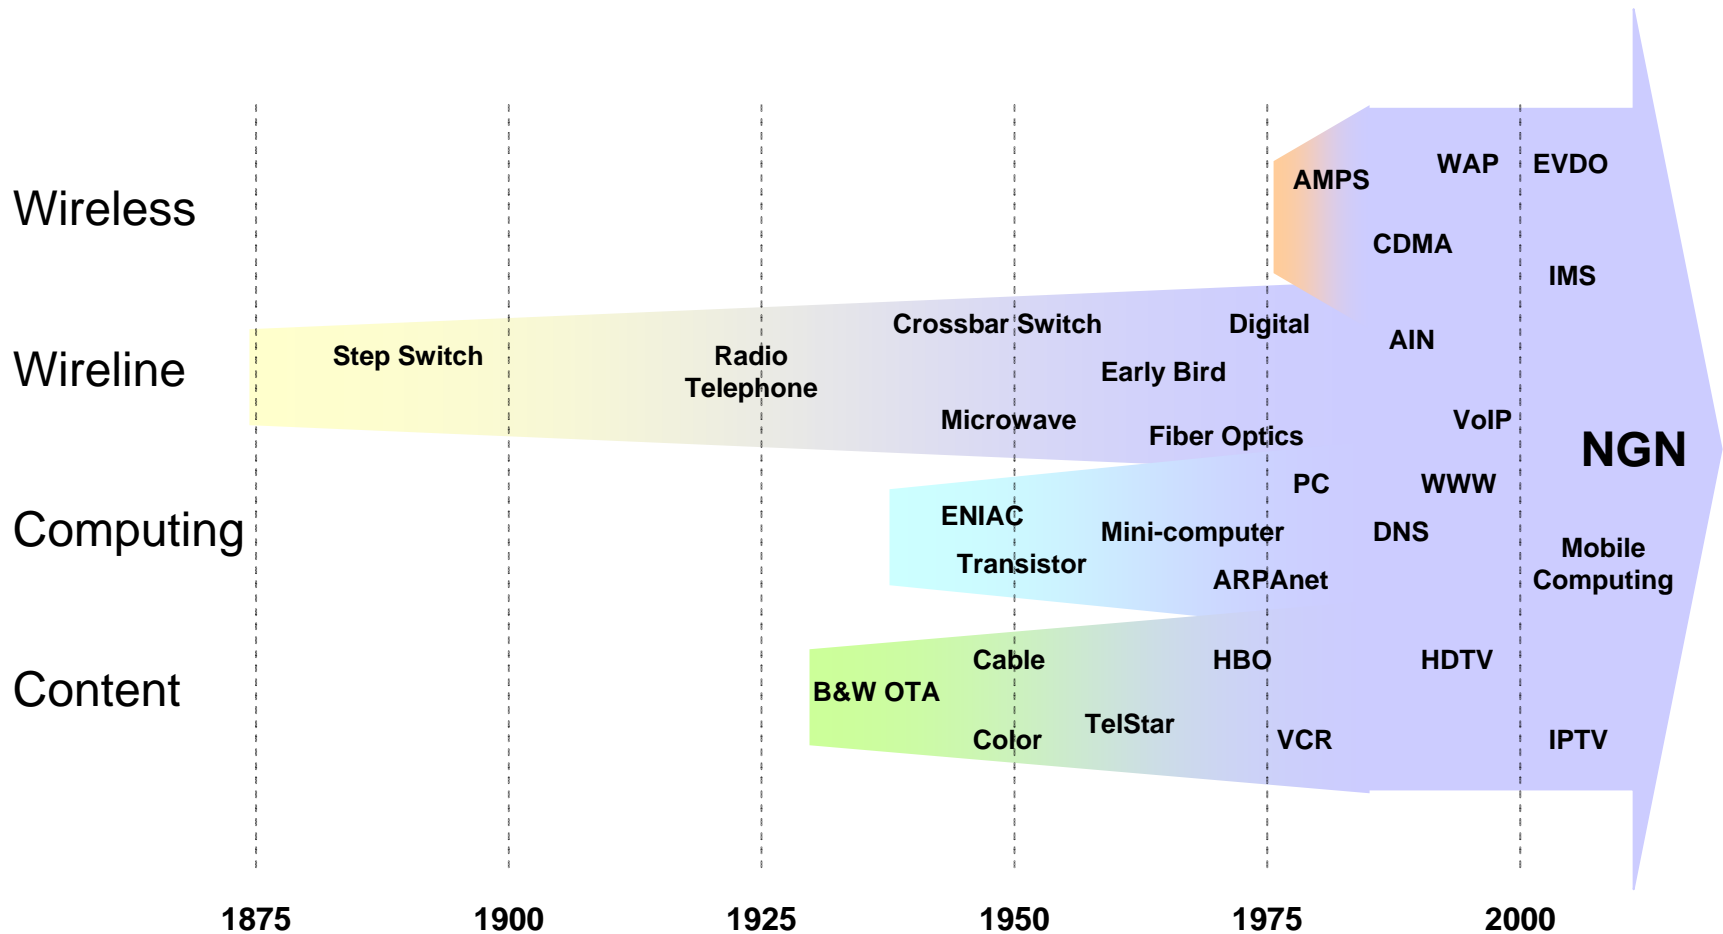 Wireless
AMPS
WAP
EVDO
CDMA
IMS
Wireline
Step Switch
Radio
Telephone
Crossbar Switch
Digital
Early Bird
AIN
Microwave
Fiber Optics
VoIP
NGN
Computing
PC
WWW
ENIAC
Mini-computer
DNS
Transistor
ARPAnet
Mobile
Computing
Content
Cable
HBO
HDTV
B&W OTA
TelStar
Color
VCR
IPTV
1875 1900 1925 1950 1975 2000